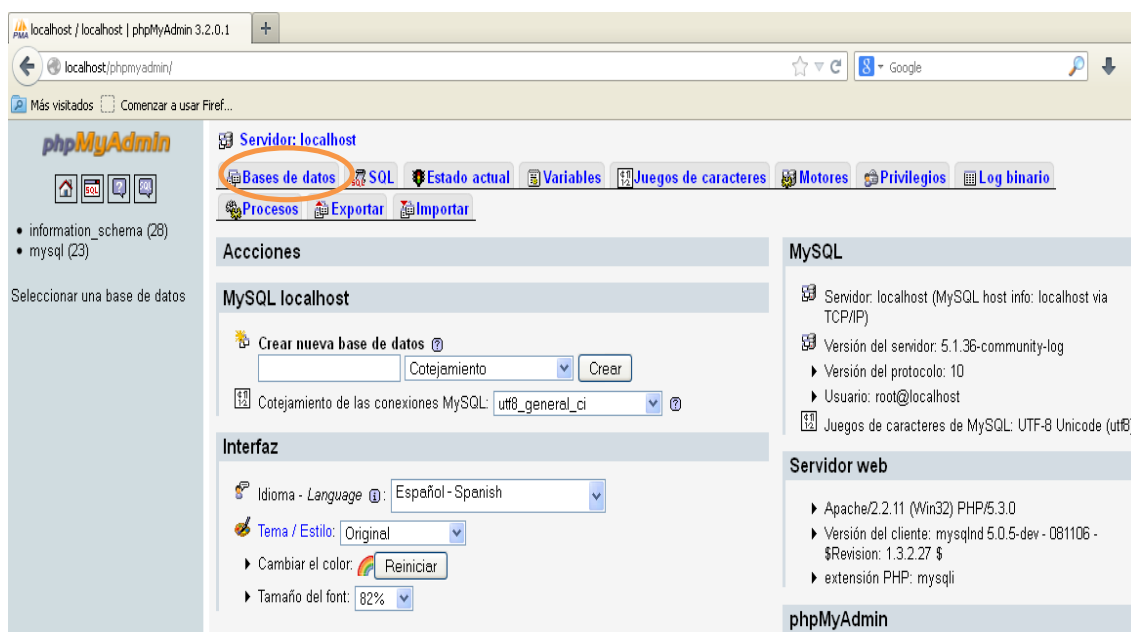 localhost / localhost | phpMyAdmin 3.2.0.1
localhost/phpmyadmin/
Google
Más visitados Comenzar a usar Firef...
phpMyAdmin
SQL
SQL
information_schema (28)
mysql (23)
Seleccionar una base de datos
Servidor: localhost
Bases de datos SQL Estado actual Variables Juegos de caracteres Motores Privilegios Log binario
Procesos Exportar Importar
Accciones
MySQL localhost
Crear nueva base de datos
Cotejamiento Crear
Cotejamiento de las conexiones MySQL: utf8_general_ci
Interfaz
Idioma - Language : Español - Spanish
Tema / Estilo: Original
Cambiar el color: Reiniciar
Tamaño del font: 82%
MySQL
Servidor: localhost (MySQL host info: localhost via
TCP/IP)
Versión del servidor: 5.1.36-community-log
Versión del protocolo: 10
Usuario: root@localhost
Juegos de caracteres de MySQL: UTF-8 Unicode (utf8)
Servidor web
Apache/2.2.11 (Win32) PHP/5.3.0
Versión del cliente: mysqlnd 5.0.5-dev - 081106 -
$Revision: 1.3.2.27 $
extensión PHP: mysqli
phpMyAdmin